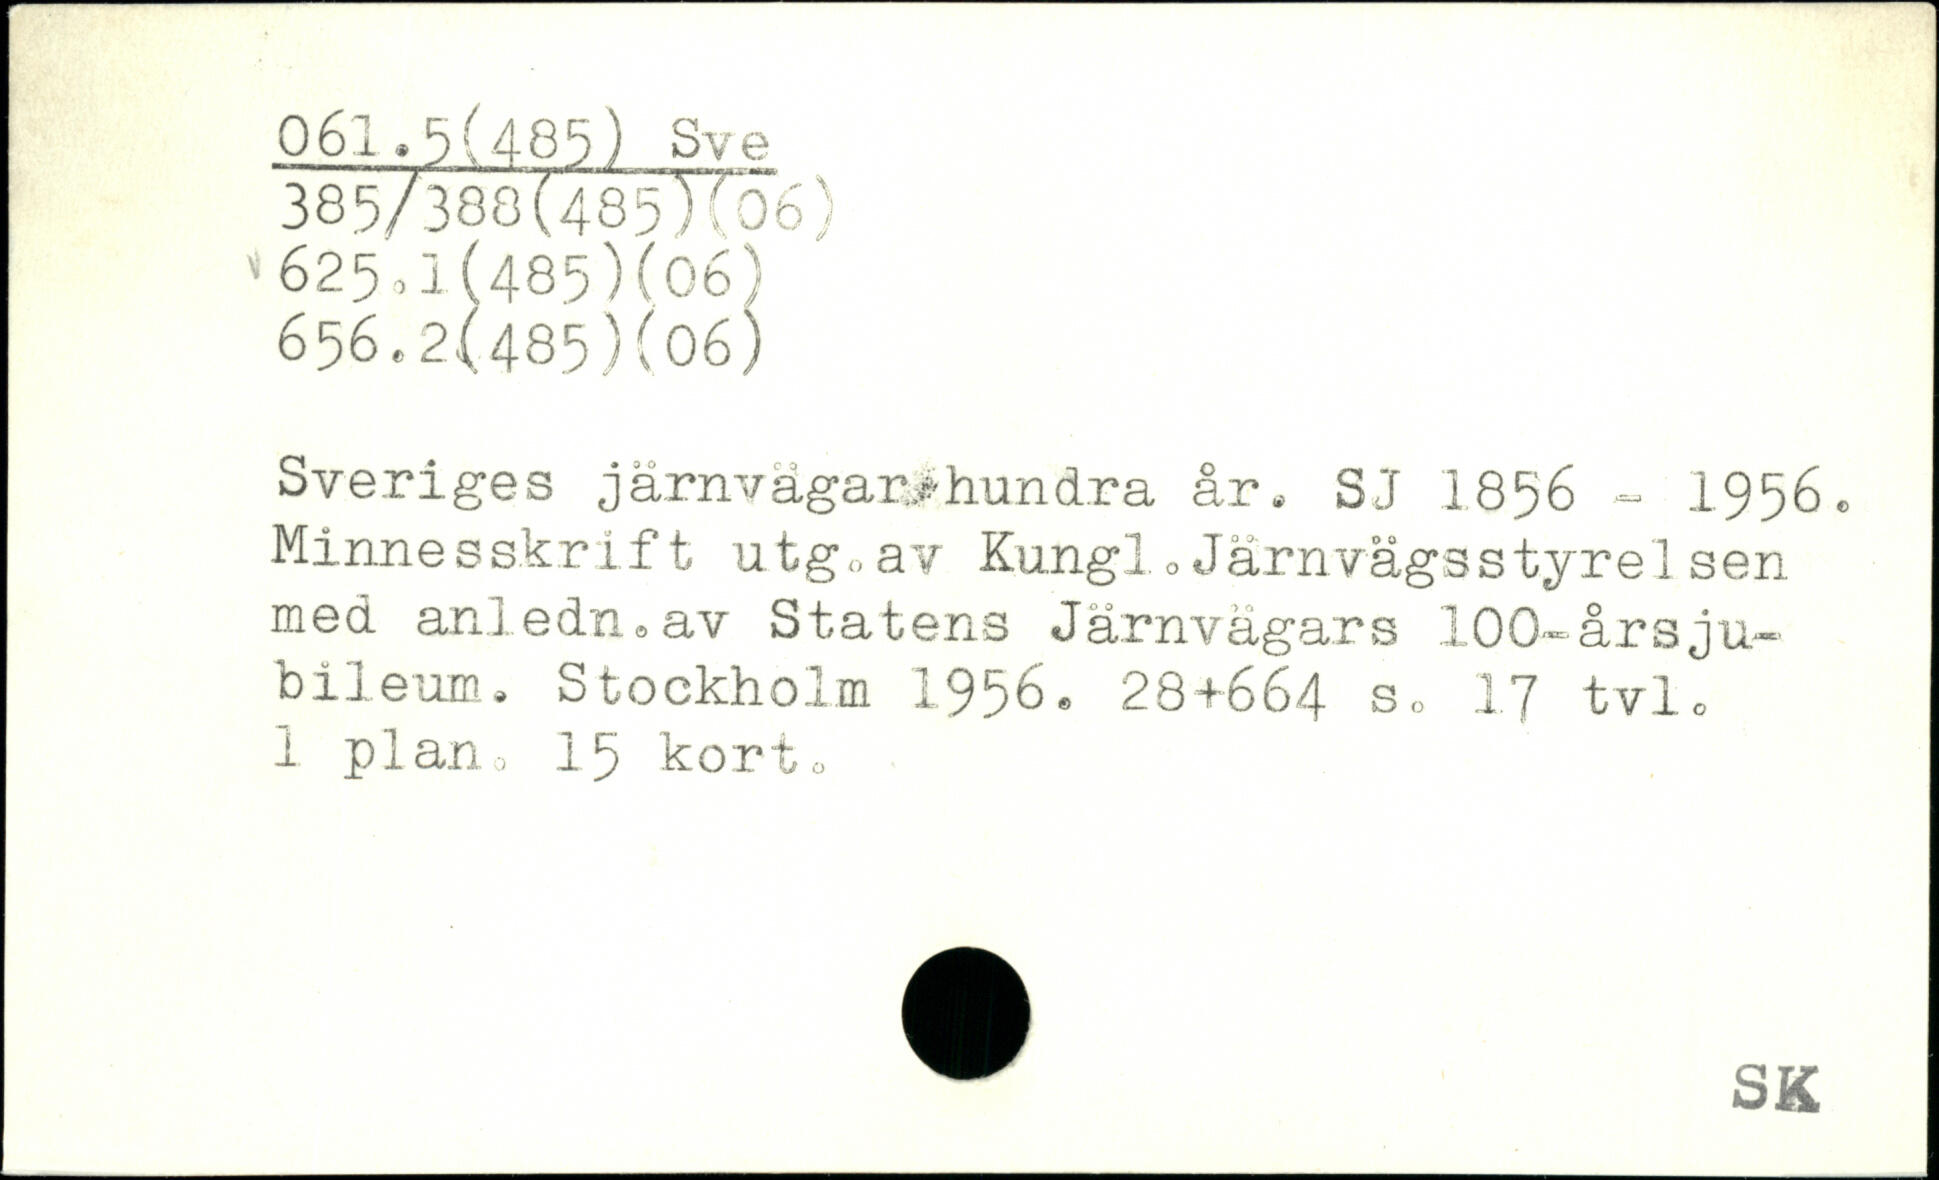 061.5(485) Sve
385/388(485)(06)
625.1(485)(06)
656.2(485)(06)
Sveriges järnvägar hundra år. SJ 1856 - 1956.
Minnesskrift utg.av Kungl.Järnvägsstyrelsen
med anledn.av Statens Järnvägars 100-årsju-
bileum. Stockholm 1956. 28+664 s. 17 tvl.
1 plan. 15 kort.
SK